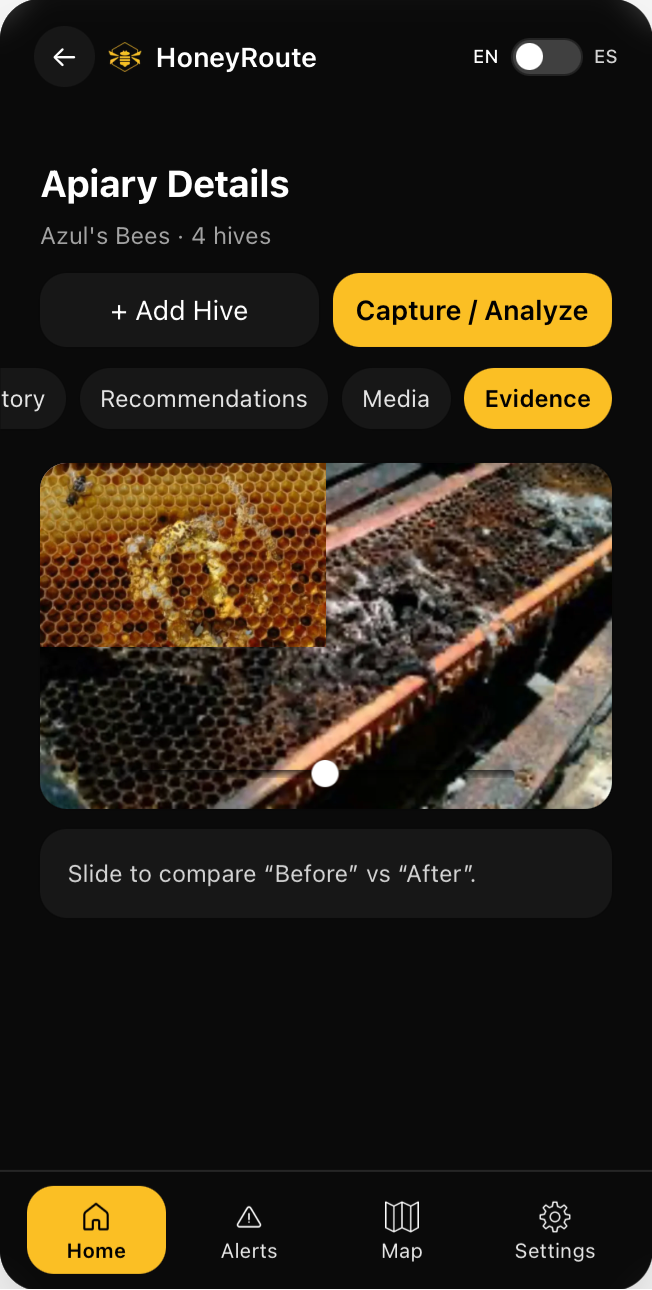 HoneyRoute
EN ES
Apiary Details
Azul's Bees · 4 hives
+ Add Hive
Capture / Analyze
tory
Recommendations
Media
Evidence
Slide to compare “Before” vs “After”.
Home
Alerts
Map
Settings